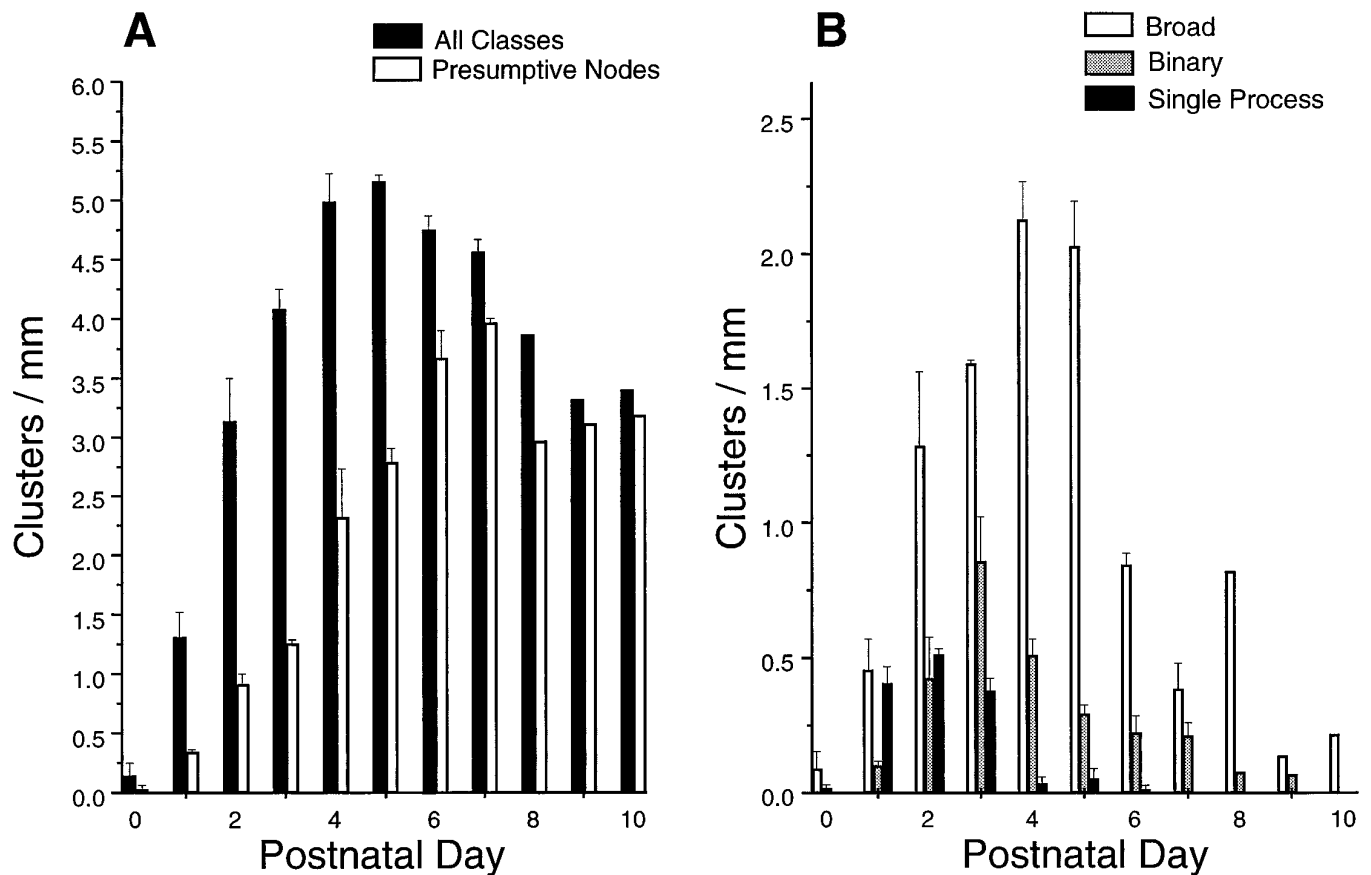 A
All Classes
Presumptive Nodes
6.0
5.5
5.0
4.5
4.0
3.5
3.0
2.5
2.0
1.5
1.0
0.5
0.0
Clusters / mm
0 2 4 6 8 10
Postnatal Day
B
Broad
Binary
Single Process
2.5
2.0
1.5
1.0
0.5
0.0
Clusters / mm
0 2 4 6 8 10
Postnatal Day